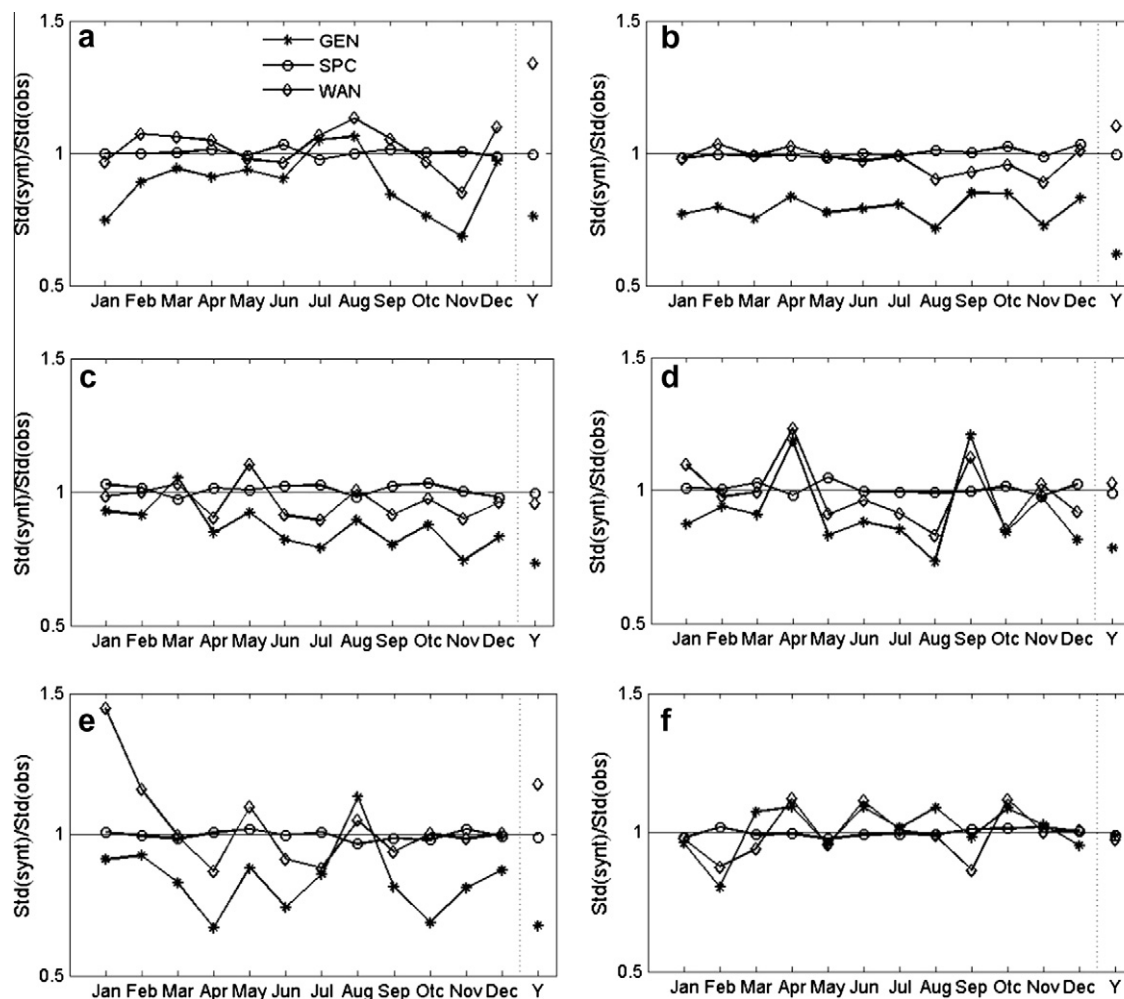 a
GEN
SPC
WAN
Std(synt)/Std(obs)
1.5
1
0.5
Jan Feb Mar Apr May Jun Jul Aug Sep Otc Nov Dec Y
b
Std(synt)/Std(obs)
1.5
1
0.5
Jan Feb Mar Apr May Jun Jul Aug Sep Otc Nov Dec Y
c
Std(synt)/Std(obs)
1.5
1
0.5
Jan Feb Mar Apr May Jun Jul Aug Sep Otc Nov Dec Y
d
Std(synt)/Std(obs)
1.5
1
0.5
Jan Feb Mar Apr May Jun Jul Aug Sep Otc Nov Dec Y
e
Std(synt)/Std(obs)
1.5
1
0.5
Jan Feb Mar Apr May Jun Jul Aug Sep Otc Nov Dec Y
f
Std(synt)/Std(obs)
1.5
1
0.5
Jan Feb Mar Apr May Jun Jul Aug Sep Otc Nov Dec Y